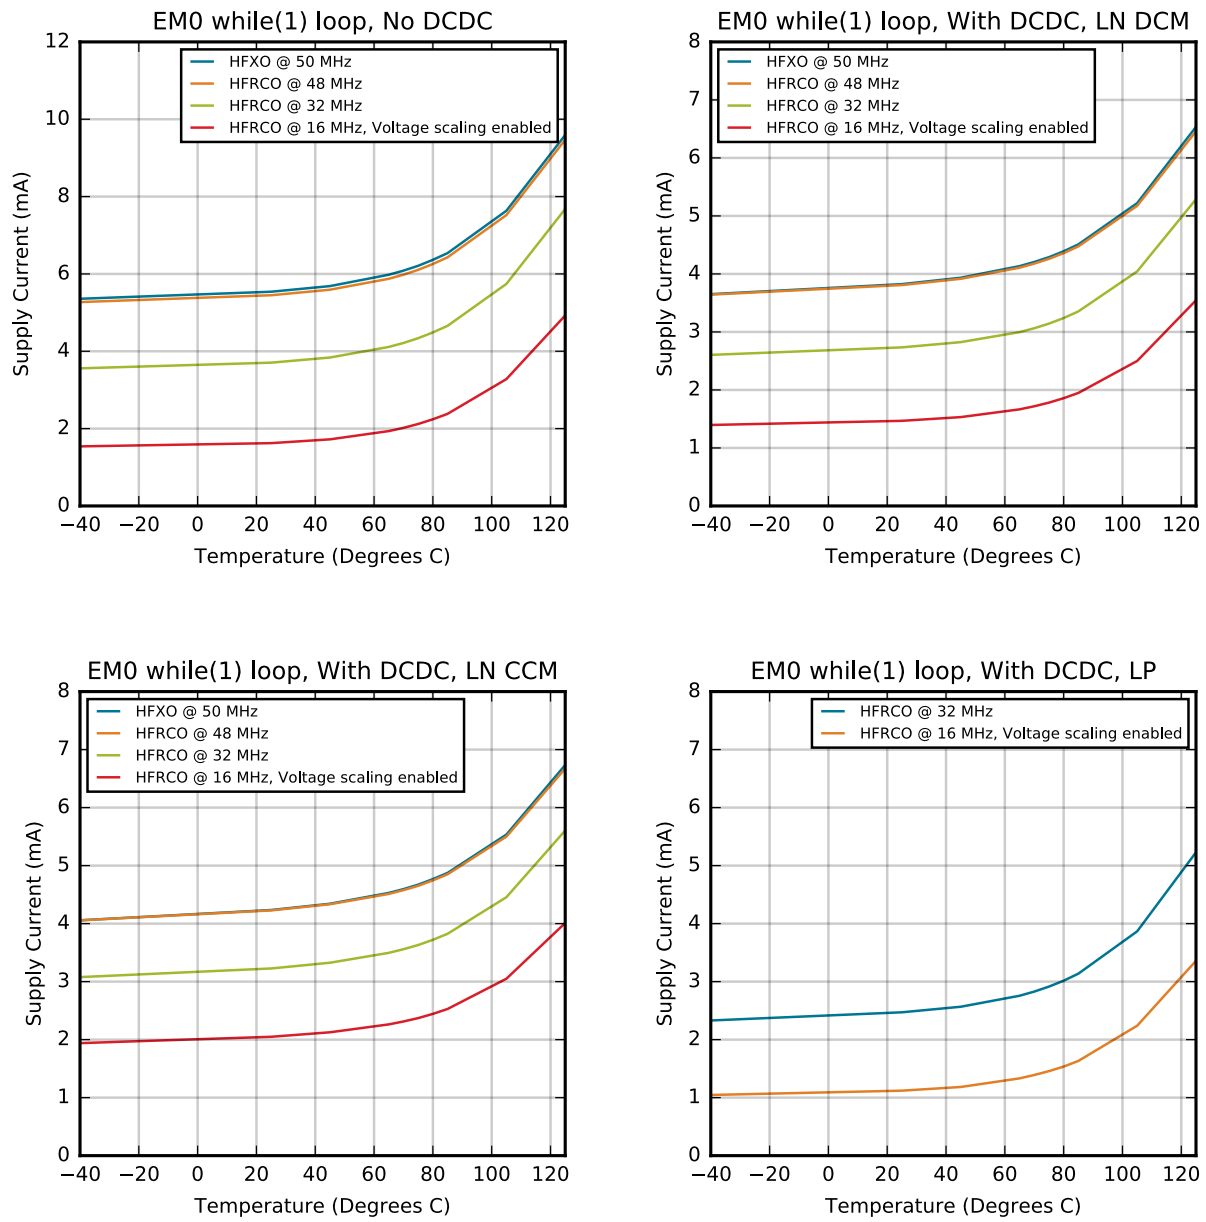 EM0 while(1) loop, No DCDC
HFXO @ 50 MHz
HFRCO @ 48 MHz
HFRCO @ 32 MHz
HFRCO @ 16 MHz, Voltage scaling enabled
Supply Current (mA)
12
10
8
6
4
2
0
−40 −20 0 20 40 60 80 100 120
Temperature (Degrees C)
EM0 while(1) loop, With DCDC, LN DCM
HFXO @ 50 MHz
HFRCO @ 48 MHz
HFRCO @ 32 MHz
HFRCO @ 16 MHz, Voltage scaling enabled
Supply Current (mA)
8
7
6
5
4
3
2
1
0
−40 −20 0 20 40 60 80 100 120
Temperature (Degrees C)
EM0 while(1) loop, With DCDC, LN CCM
HFXO @ 50 MHz
HFRCO @ 48 MHz
HFRCO @ 32 MHz
HFRCO @ 16 MHz, Voltage scaling enabled
Supply Current (mA)
8
7
6
5
4
3
2
1
0
−40 −20 0 20 40 60 80 100 120
Temperature (Degrees C)
EM0 while(1) loop, With DCDC, LP
HFRCO @ 32 MHz
HFRCO @ 16 MHz, Voltage scaling enabled
Supply Current (mA)
8
7
6
5
4
3
2
1
0
−40 −20 0 20 40 60 80 100 120
Temperature (Degrees C)